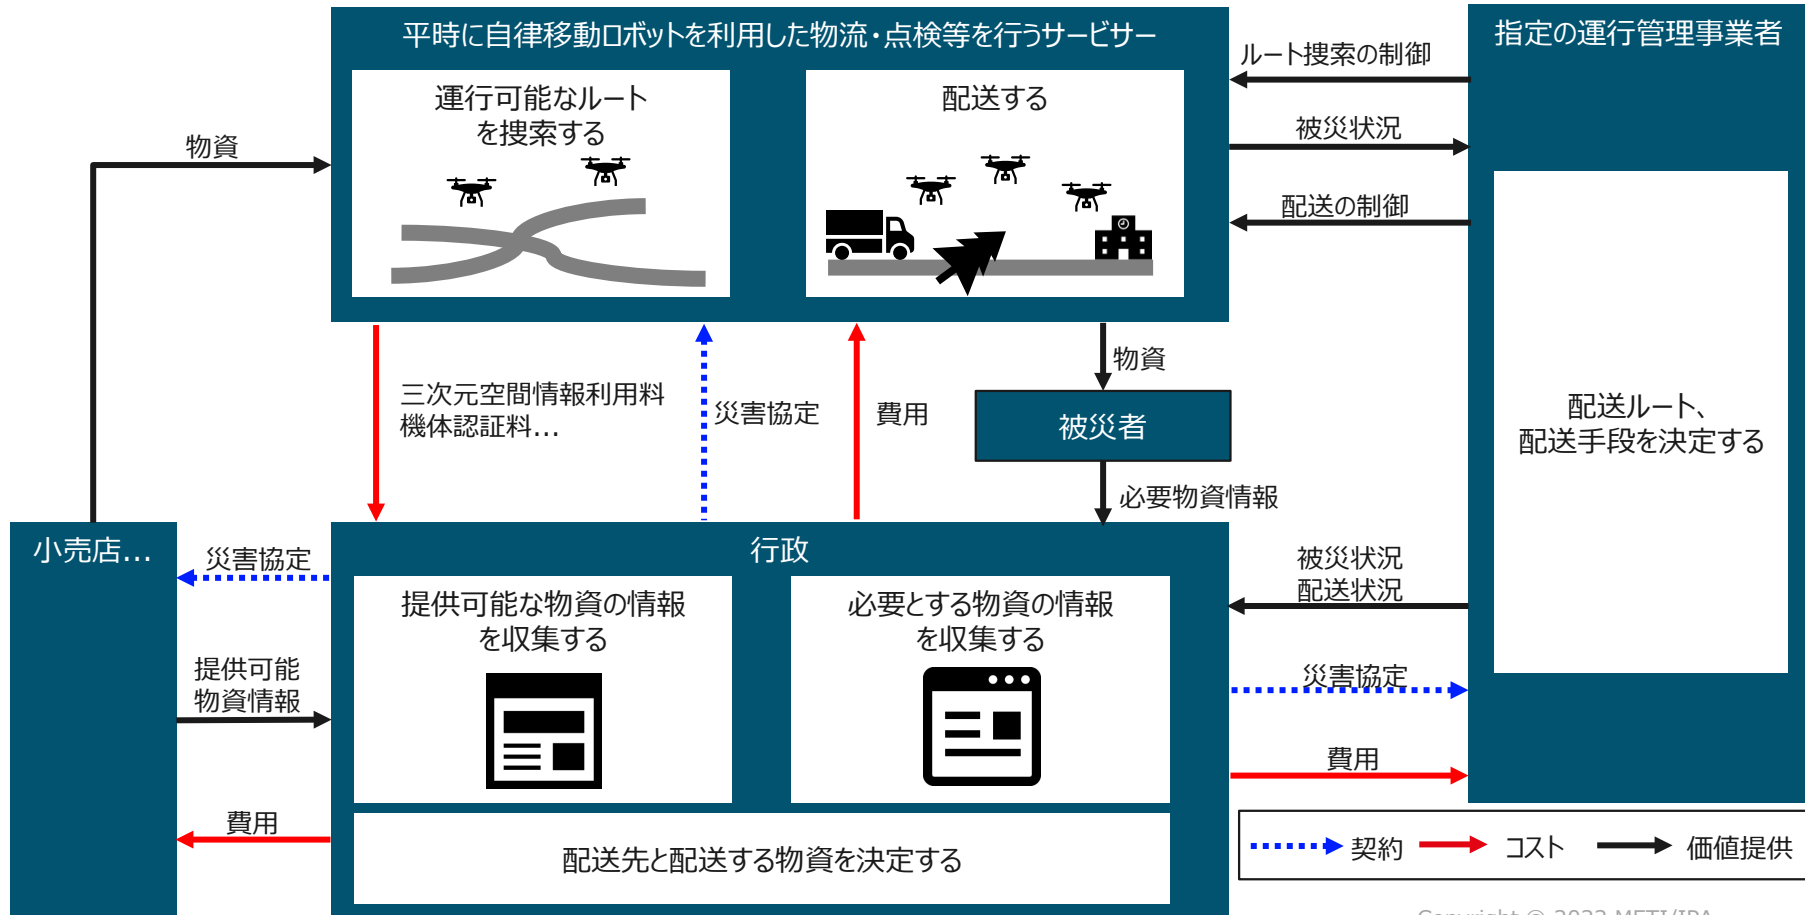 平時に自律移動ロボットを利用した物流・点検等を行うサービサー
指定の運行管理事業者
運行可能なルート
を捜索する
配送する
ルート捜索の制御
被災状況
配送の制御
物資
三次元空間情報利用料
機体認証料…
災害協定
費用
物資
被災者
必要物資情報
配送ルート、
配送手段を決定する
小売店…
災害協定
提供可能
物資情報
費用
行政
提供可能な物資の情報
を収集する
必要とする物資の情報
を収集する
配送先と配送する物資を決定する
被災状況
配送状況
災害協定
費用
契約
コスト
価値提供
Copyright © 2023 METI/IPA